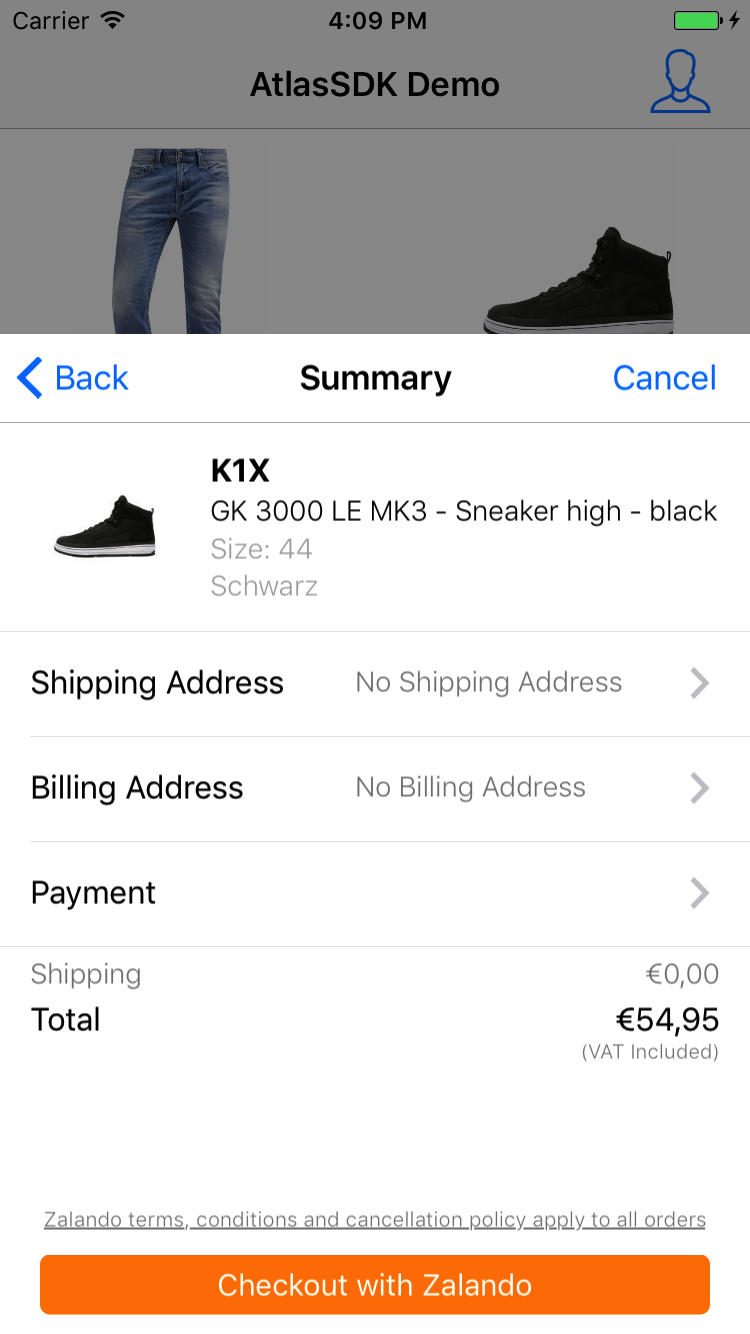 Carrier 4:09 PM
AtlasSDK Demo
Back Summary Cancel
K1X
GK 3000 LE MK3 - Sneaker high - black
Size: 44
Schwarz
Shipping Address No Shipping Address
Billing Address No Billing Address
Payment
Shipping €0,00
Total €54,95
(VAT Included)
Zalando terms, conditions and cancellation policy apply to all orders
Checkout with Zalando